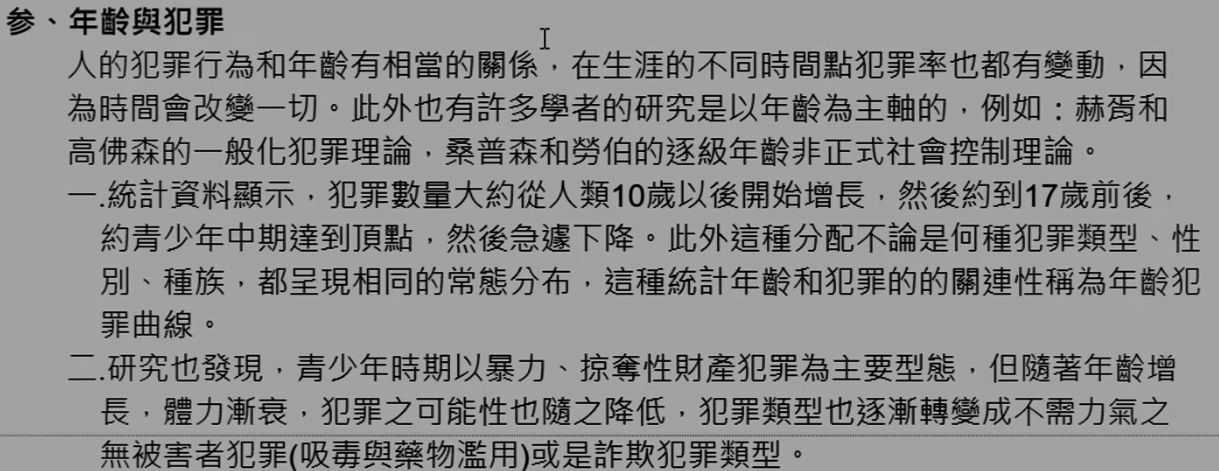 參、年齡與犯罪
人的犯罪行為和年齡有相當的關係，在生涯的不同時間點犯罪率也都有變動，因
為時間會改變一切。此外也有許多學者的研究是以年齡為主軸的，例如：赫胥和
高佛森的一般化犯罪理論，桑普森和勞伯的逐級年齡非正式社會控制理論。
一.統計資料顯示，犯罪數量大約從人類10歲以後開始增長，然後約到17歲前後，
約青少年中期達到頂點，然後急遽下降。此外這種分配不論是何種犯罪類型、性
別、種族，都呈現相同的常態分布，這種統計年齡和犯罪的的關連性稱為年齡犯
罪曲線。
二.研究也發現，青少年時期以暴力、掠奪性財產犯罪為主要型態，但隨著年齡增
長，體力漸衰，犯罪之可能性也隨之降低，犯罪類型也逐漸轉變成不需力氣之
無被害者犯罪(吸毒與藥物濫用)或是詐欺犯罪類型。